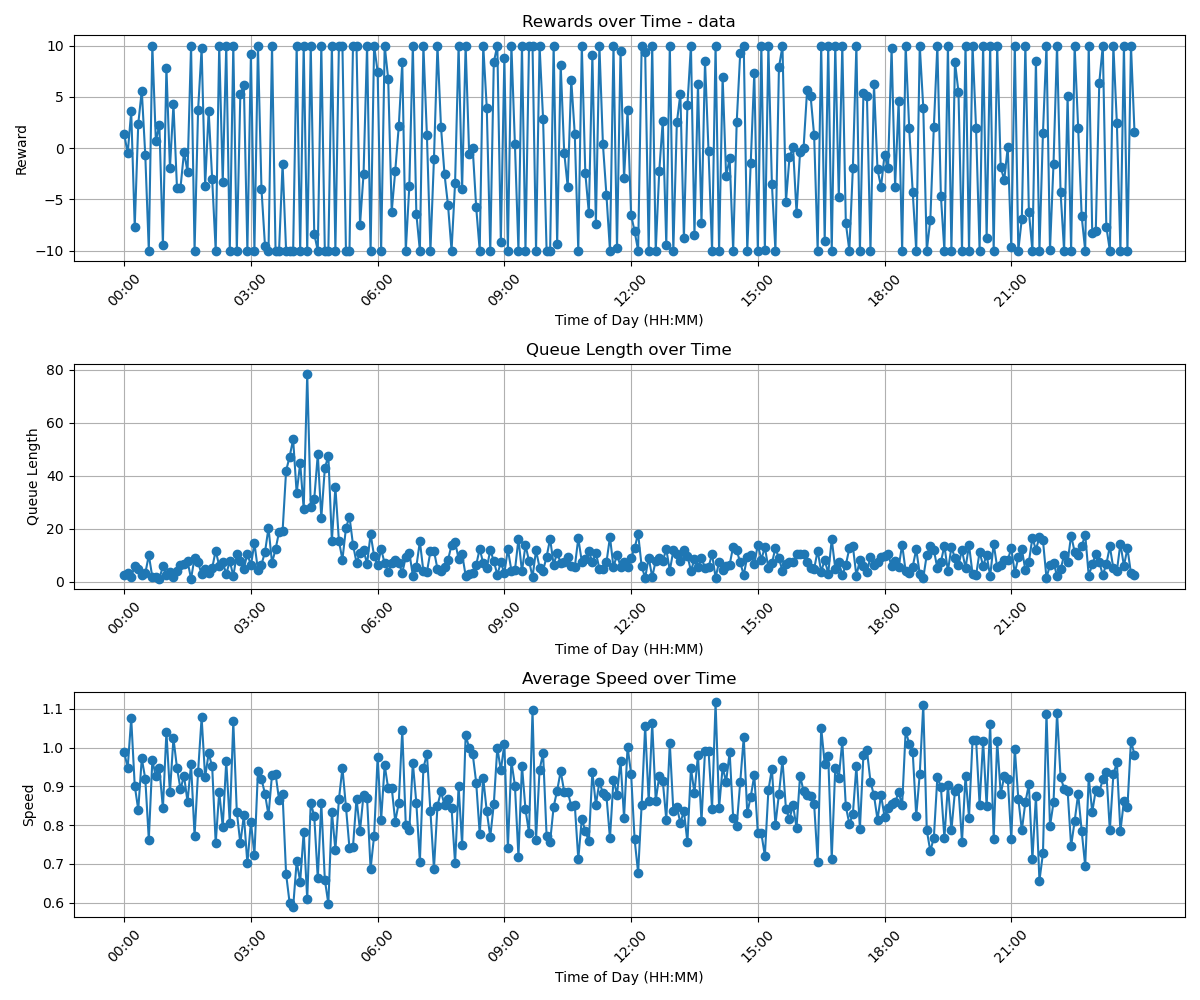 Rewards over Time - data
10
5
0
−5
−10
Reward
00:00 03:00 06:00 09:00 12:00 15:00 18:00 21:00
Time of Day (HH:MM)
Queue Length over Time
80
60
40
20
0
Queue Length
00:00 03:00 06:00 09:00 12:00 15:00 18:00 21:00
Time of Day (HH:MM)
Average Speed over Time
1.1
1.0
0.9
0.8
0.7
0.6
Speed
00:00 03:00 06:00 09:00 12:00 15:00 18:00 21:00
Time of Day (HH:MM)